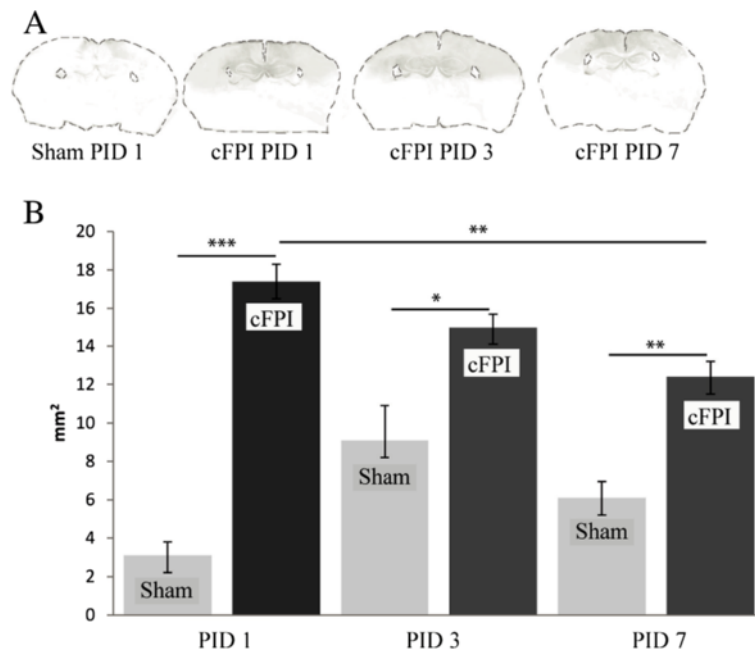 A
Sham PID 1 cFPI PID 1 cFPI PID 3 cFPI PID 7
B
20
18
16
14
12
10
8
6
4
2
0
mm²
***
**
*
**
cFPI
cFPI
cFPI
Sham
Sham
Sham
PID 1 PID 3 PID 7